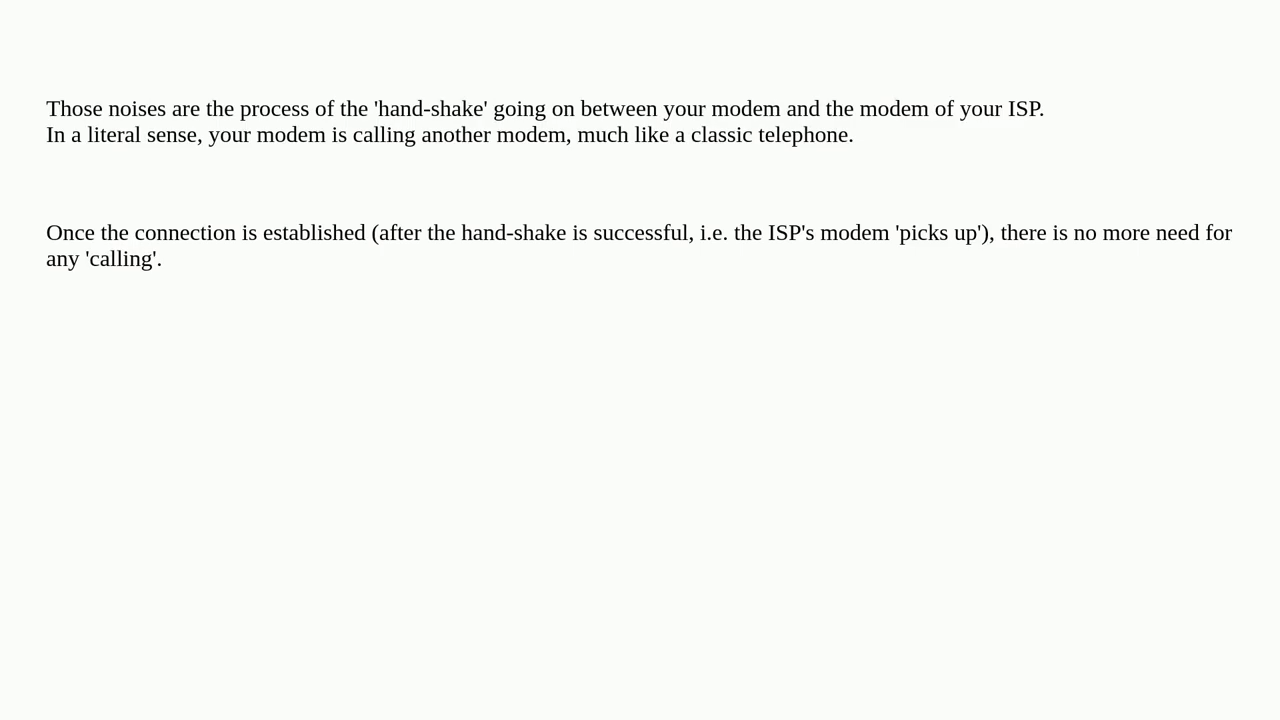 Those noises are the process of the 'hand-shake' going on between your modem and the modem of your ISP.
In a literal sense, your modem is calling another modem, much like a classic telephone.
Once the connection is established (after the hand-shake is successful, i.e. the ISP's modem 'picks up'), there is no more need for
any 'calling'.